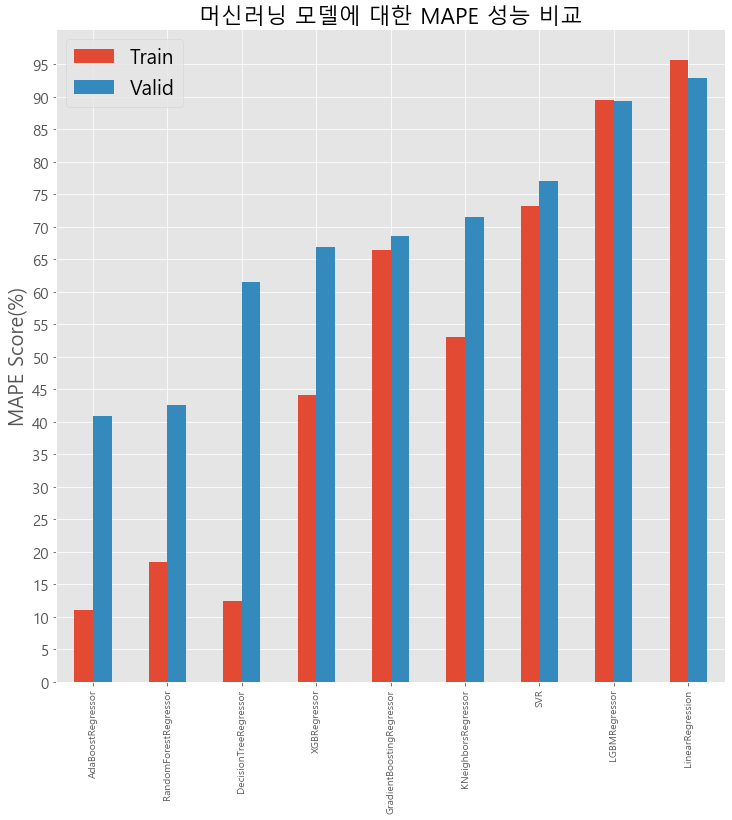 머신러닝 모델에 대한 MAPE 성능 비교
Train
Valid
MAPE Score(%)
95
90
85
80
75
70
65
60
55
50
45
40
35
30
25
20
15
10
5
0
AdaBoostRegressor
RandomForestRegressor
DecisionTreeRegressor
XGBRegressor
GradientBoostingRegressor
KNeighborsRegressor
SVR
LGBMRegressor
LinearRegression